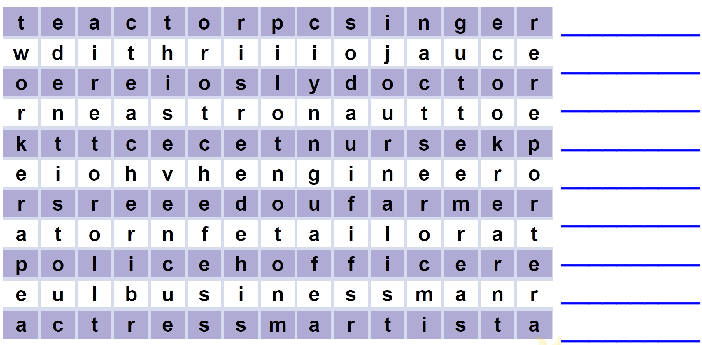 t e a c t o r p c s i n g e r
w d i t h r i i i o j a u c e
o e r e i o s l y d o c t o r
r n e a s t r o n a u t t o e
k t t c e c e t n u r s e k p
e i o h v h e n g i n e e r o
r s r e e e d o u f a r m e r
a t o r n f e t a i l o r a t
p o l i c e h o f f i c e r e
e u l b u s i n e s s m a n r
a c t r e s s m a r t i s t a